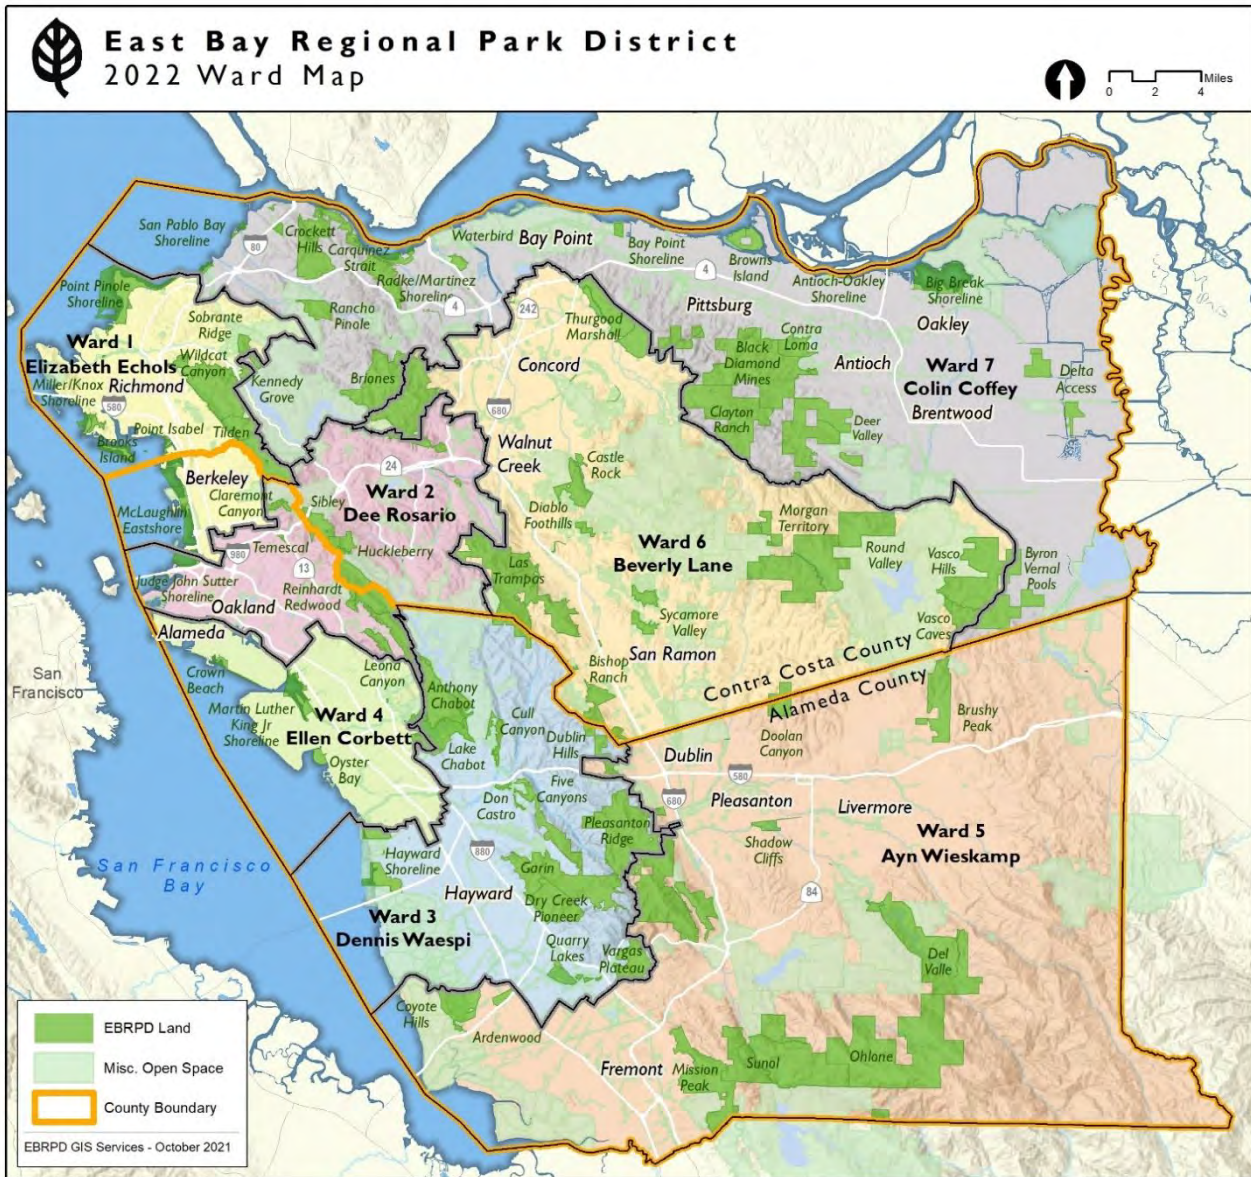 East Bay Regional Park District
2022 Ward Map
Miles
0 2 4
San Pablo Bay
Shoreline
80
Crockett
Hills
Carquinez
Strait
Waterbird
Bay Point
Bay Point
Shoreline
4
Browns
Island
Antioch-Oakley
Shoreline
Big Break
Shoreline
Point Pinole
Shoreline
Radke/Martinez
Shoreline
4
242
Pittsburg
Oakley
Sobrante
Ridge
Rancho
Pinole
Thurgood
Marshall
Contra
Loma
Ward 1
Elizabeth Echols
Wildcat
Canyon
Concord
Black
Diamond
Mines
Antioch
Ward 7
Colin Coffey
Delta
Access
Miller/Knox
Shoreline
Richmond
580
Kennedy
Grove
Briones
680
Clayton
Ranch
Brentwood
Deer
Valley
Point Isabel
Tilden
Brooks
Island
Walnut
Creek
24
Castle
Rock
Berkeley
Claremont
Canyon
Sibley
Ward 2
Dee Rosario
Diablo
Foothills
Morgan
Territory
McLaughlin
Eastshore
Temescal
980
13
Huckleberry
Las
Trampas
Ward 6
Beverly Lane
Round
Valley
Vasco
Hills
Byron
Vernal
Pools
Judge John Sutter
Shoreline
Oakland
Reinhardt
Redwood
Sycamore
Valley
Vasco
Caves
Alameda
San Ramon
Contra Costa County
Alameda County
San
Francisco
Crown
Beach
Leona
Canyon
Bishop
Ranch
Martin Luther
King Jr
Shoreline
Anthony
Chabot
Ward 4
Ellen Corbett
Cull
Canyon
Dublin
Hills
Doolan
Canyon
Brushy
Peak
Lake
Chabot
Oyster
Bay
Dublin
580
Five
Canyons
680
Don
Castro
Pleasanton
Livermore
Pleasanton
Ridge
Shadow
Cliffs
Ward 5
Ayn Wieskamp
San Francisco
Bay
Hayward
Shoreline
880
Garin
Hayward
84
Dry Creek
Pioneer
Ward 3
Dennis Waespi
Quarry
Lakes
Vargas
Plateau
Del
Valle
Coyote
Hills
Ardenwood
Fremont
Mission
Peak
Sunol
Ohlone
EBRPD Land
Misc. Open Space
County Boundary
EBRPD GIS Services - October 2021